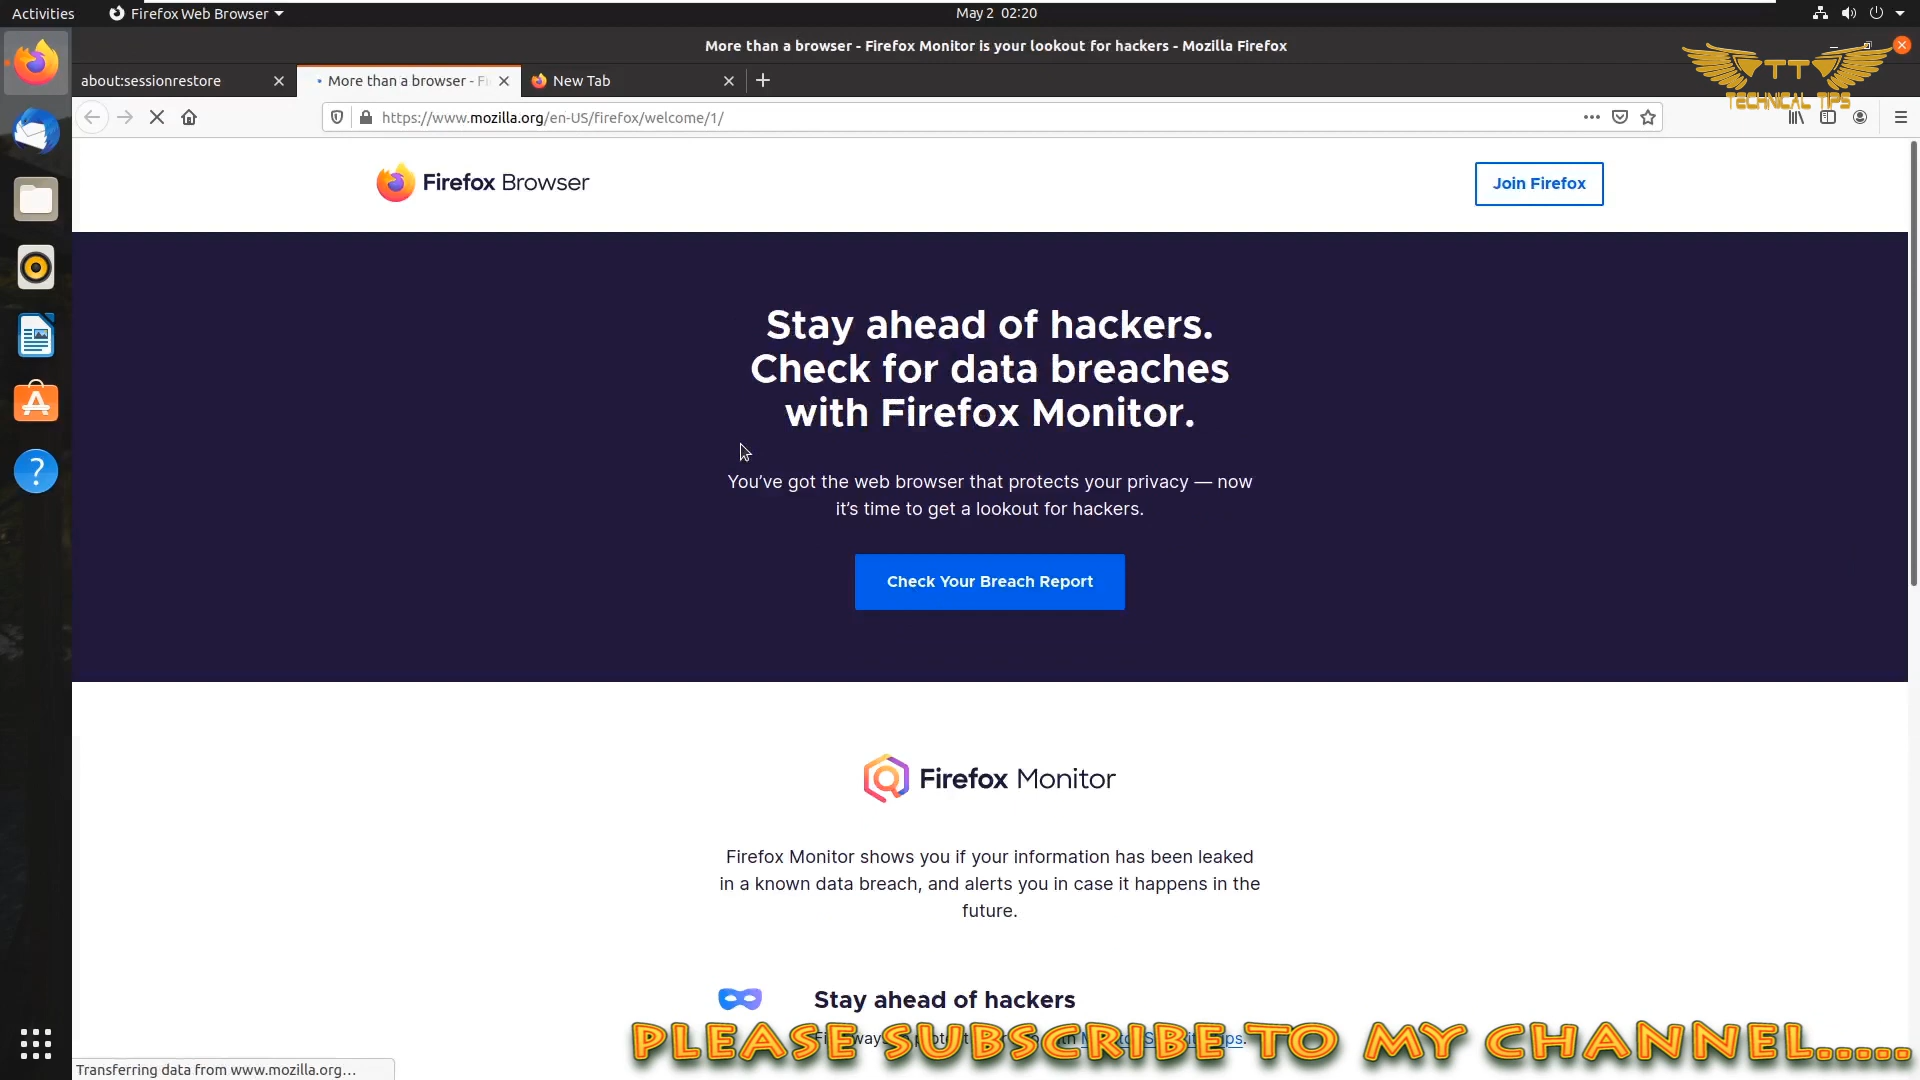 Activities
Firefox Web Browser
May 2 02:20
More than a browser - Firefox Monitor is your lookout for hackers - Mozilla Firefox
about:sessionrestore
More than a browser - Fi
New Tab
https://www.mozilla.org/en-US/firefox/welcome/1/
TT
TECHNICAL TIPS
Firefox Browser
Join Firefox
Stay ahead of hackers.
Check for data breaches
with Firefox Monitor.
You’ve got the web browser that protects your privacy — now
it’s time to get a lookout for hackers.
Check Your Breach Report
Firefox Monitor
Firefox Monitor shows you if your information has been leaked
in a known data breach, and alerts you in case it happens in the
future.
Stay ahead of hackers
PLEASE SUBSCRIBE TO MY CHANNEL.....
Transferring data from www.mozilla.org…